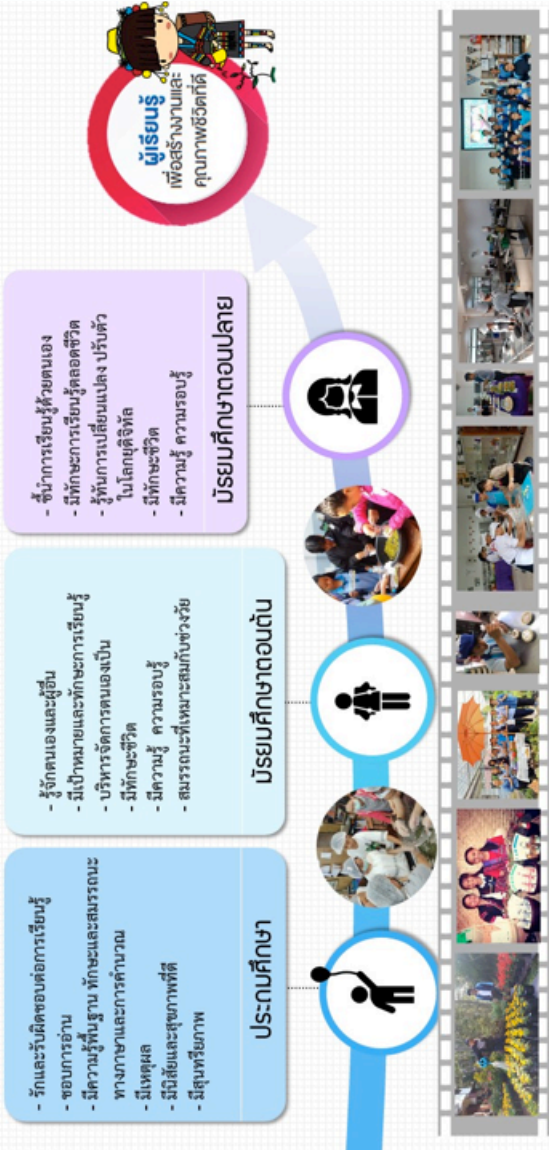 - รักและรับผิดชอบต่อการเรียนรู้
- ชอบการอ่าน
- มีความรู้พื้นฐาน ทักษะและสมรรถนะ
ทางภาษาและการคำนวณ
- มีเหตุผล
- มีนิสัยและสุขภาพที่ดี
- มีสุนทรียภาพ
ประถมศึกษา
- รู้จักตนเองและผู้อื่น
- มีเป้าหมายและทักษะการเรียนรู้
- บริหารจัดการตนเองเป็น
- มีทักษะชีวิต
- มีความรู้ ความรอบรู้
- สมรรถนะที่เหมาะสมกับช่วงวัย
มัธยมศึกษาตอนต้น
- ชี้นำการเรียนรู้ด้วยตนเอง
- มีทักษะการเรียนรู้ตลอดชีวิต
- รู้ทันการเปลี่ยนแปลง ปรับตัว
ในโลกยุคดิจิทัล
- มีทักษะชีวิต
- มีความรู้ ความรอบรู้
มัธยมศึกษาตอนปลาย
ผู้เรียนรู้
เพื่อสร้างงานและ
คุณภาพชีวิตที่ดี